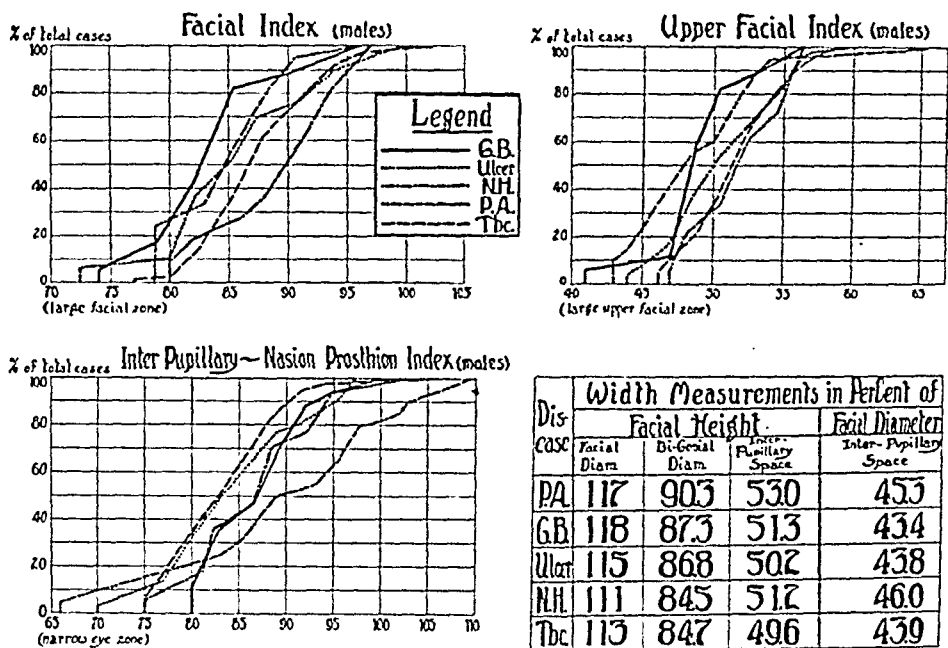 Facial Index (males)
% of total cases
100
80
60
40
20
0
70 75 80 85 90 95 100 105
(large facial zone)
Legend
G.B.
Ulcer
N.H.
P.A.
Tbc.
Upper Facial Index (males)
% of total cases
100
80
60
40
20
0
40 45 50 55 60 65
(large upper facial zone)
Inter Pupillary ~ Nasion Prosthion Index (males)
% of total cases
100
80
60
40
20
0
65 70 75 80 85 90 95 100 105 110
(narrow eye zone)
Width Measurements in Percent of
Disease
Facial Height Facial Diameter
Facial Diam Bi-Gonial Diam. Inter-Pupillary Space Inter-Pupillary Space
P.A. 117 90.3 53.0 45.3
G.B. 118 87.3 51.3 43.4
Ulcer 115 86.8 50.2 43.8
N.H. 111 84.5 51.2 46.0
Tbc 113 84.7 49.6 43.9